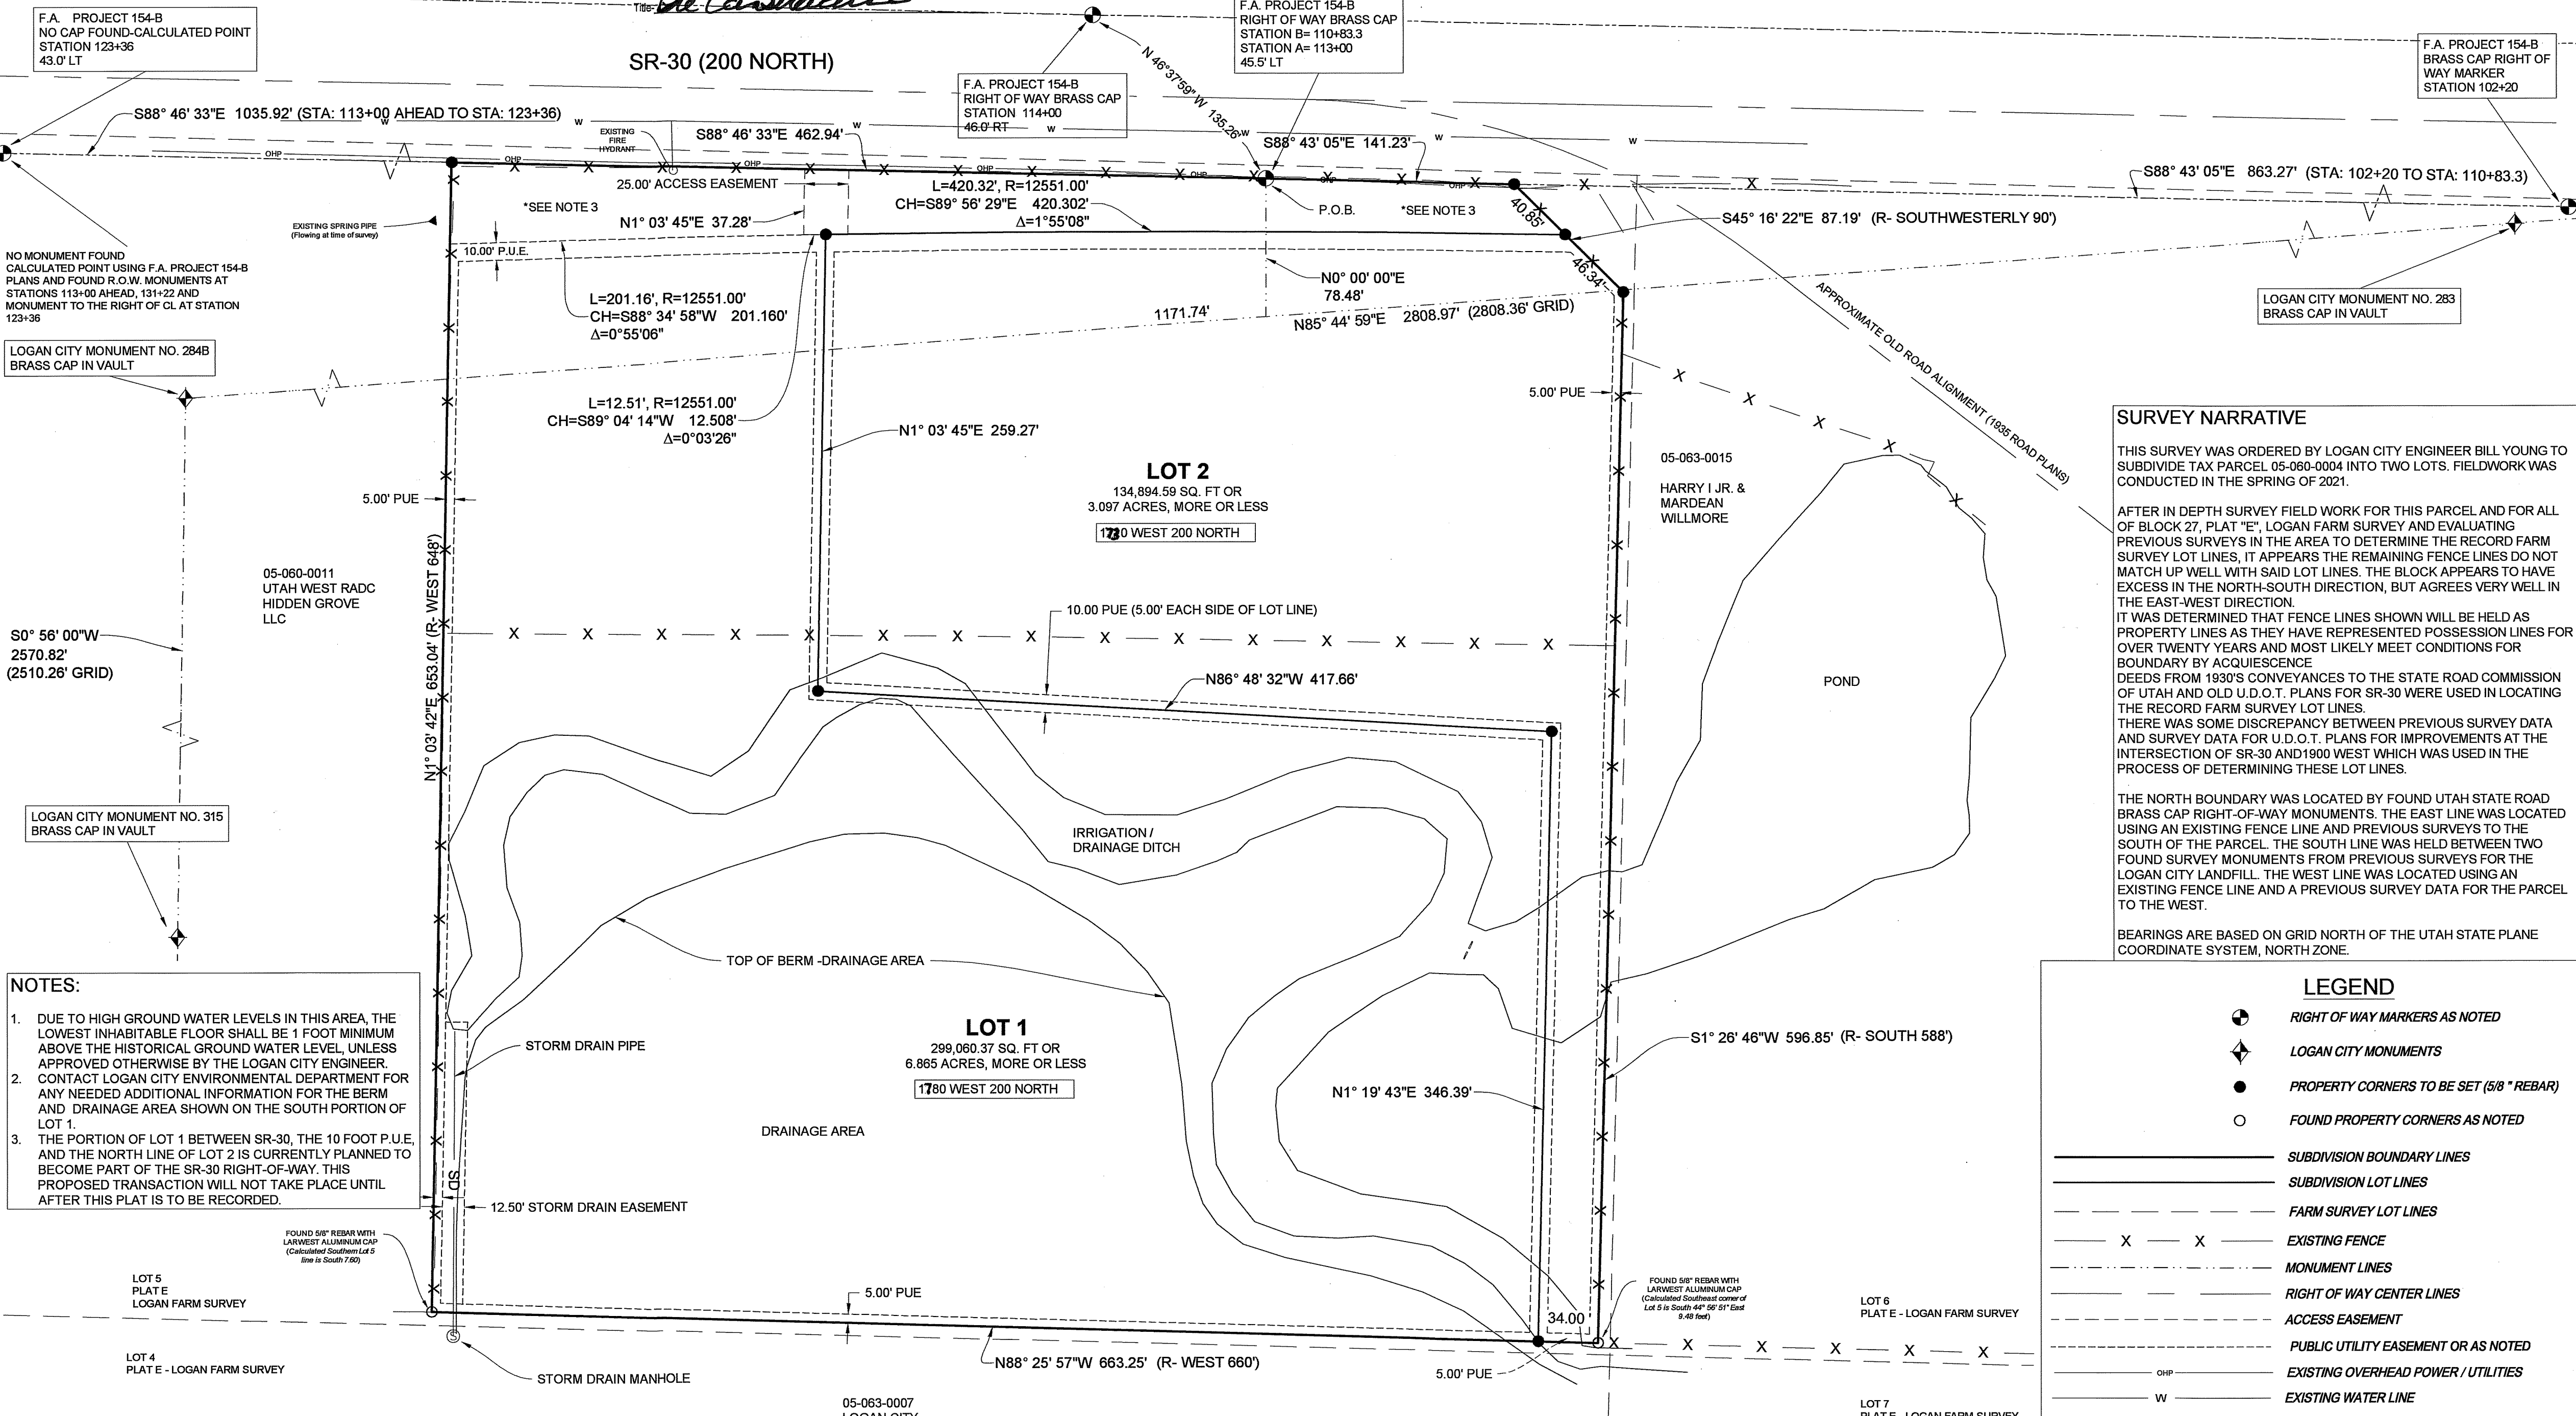 Title-
F.A. PROJECT 154-B
NO CAP FOUND-CALCULATED POINT
STATION 123+36
43.0' LT
SR-30 (200 NORTH)
F.A. PROJECT 154-B
RIGHT OF WAY BRASS CAP
STATION 114+00
46.0' RT
N 46°37'59" W 135.26'
F.A. PROJECT 154-B
RIGHT OF WAY BRASS CAP
STATION B= 110+83.3
STATION A= 113+00
45.5' LT
F.A. PROJECT 154-B
BRASS CAP RIGHT OF
WAY MARKER
STATION 102+20
S88° 46' 33"E 1035.92' (STA: 113+00 AHEAD TO STA: 123+36)
W
W
W
W
W
W
EXISTING
FIRE
HYDRANT
S88° 46' 33"E 462.94'
S88° 43' 05"E 141.23'
S88° 43' 05"E 863.27' (STA: 102+20 TO STA: 110+83.3)
OHP
OHP
OHP
OHP
OHP
OHP
25.00' ACCESS EASEMENT
L=420.32', R=12551.00'
CH=S89° 56' 29"E 420.302'
Δ=1°55'08"
*SEE NOTE 3
N1° 03' 45"E 37.28'
P.O.B.
*SEE NOTE 3
40.85'
S45° 16' 22"E 87.19' (R- SOUTHWESTERLY 90')
46.34'
EXISTING SPRING PIPE
(Flowing at time of survey)
10.00' P.U.E.
NO MONUMENT FOUND
CALCULATED POINT USING F.A. PROJECT 154-B
PLANS AND FOUND R.O.W. MONUMENTS AT
STATIONS 113+00 AHEAD, 131+22 AND
MONUMENT TO THE RIGHT OF CL AT STATION
123+36
L=201.16', R=12551.00'
CH=S88° 34' 58"W 201.160'
Δ=0°55'06"
N0° 00' 00"E
78.48'
1171.74'
N85° 44' 59"E 2808.97' (2808.36' GRID)
APPROXIMATE OLD ROAD ALIGNMENT (1935 ROAD PLANS)
LOGAN CITY MONUMENT NO. 283
BRASS CAP IN VAULT
LOGAN CITY MONUMENT NO. 284B
BRASS CAP IN VAULT
L=12.51', R=12551.00'
CH=S89° 04' 14"W 12.508'
Δ=0°03'26"
N1° 03' 45"E 259.27'
5.00' PUE
5.00' PUE
LOT 2
134,894.59 SQ. FT OR
3.097 ACRES, MORE OR LESS
WEST 200 NORTH
05-063-0015
HARRY I JR. &
MARDEAN
WILLMORE
05-060-0011
UTAH WEST RADC
HIDDEN GROVE
LLC
N1° 03' 42"E 653.04' (R- WEST 648')
S0° 56' 00"W
2570.82'
(2510.26' GRID)
10.00 PUE (5.00' EACH SIDE OF LOT LINE)
N86° 48' 32"W 417.66'
POND
LOGAN CITY MONUMENT NO. 315
BRASS CAP IN VAULT
IRRIGATION /
DRAINAGE DITCH
TOP OF BERM -DRAINAGE AREA
LOT 1
299,060.37 SQ. FT OR
6.865 ACRES, MORE OR LESS
1780 WEST 200 NORTH
DRAINAGE AREA
STORM DRAIN PIPE
SD
12.50' STORM DRAIN EASEMENT
N1° 19' 43"E 346.39'
S1° 26' 46"W 596.85' (R- SOUTH 588')
NOTES:
1. DUE TO HIGH GROUND WATER LEVELS IN THIS AREA, THE
LOWEST INHABITABLE FLOOR SHALL BE 1 FOOT MINIMUM
ABOVE THE HISTORICAL GROUND WATER LEVEL, UNLESS
APPROVED OTHERWISE BY THE LOGAN CITY ENGINEER.
2. CONTACT LOGAN CITY ENVIRONMENTAL DEPARTMENT FOR
ANY NEEDED ADDITIONAL INFORMATION FOR THE BERM
AND DRAINAGE AREA SHOWN ON THE SOUTH PORTION OF
LOT 1.
3. THE PORTION OF LOT 1 BETWEEN SR-30, THE 10 FOOT P.U.E,
AND THE NORTH LINE OF LOT 2 IS CURRENTLY PLANNED TO
BECOME PART OF THE SR-30 RIGHT-OF-WAY. THIS
PROPOSED TRANSACTION WILL NOT TAKE PLACE UNTIL
AFTER THIS PLAT IS TO BE RECORDED.
FOUND 5/8" REBAR WITH
LARWEST ALUMINUM CAP
(Calculated Southern Lot 5
line is South 7.60)
LOT 5
PLAT E
LOGAN FARM SURVEY
LOT 4
PLAT E - LOGAN FARM SURVEY
S
STORM DRAIN MANHOLE
5.00' PUE
N88° 25' 57"W 663.25' (R- WEST 660')
05-063-0007
LOGAN CITY
34.00
5.00' PUE
FOUND 5/8" REBAR WITH
LARWEST ALUMINUM CAP
(Calculated Southeast corner of
Lot 5 is South 44° 56' 51" East
9.48 feet)
LOT 6
PLAT E - LOGAN FARM SURVEY
LOT 7
PLAT E - LOGAN FARM SURVEY
SURVEY NARRATIVE
THIS SURVEY WAS ORDERED BY LOGAN CITY ENGINEER BILL YOUNG TO
SUBDIVIDE TAX PARCEL 05-060-0004 INTO TWO LOTS. FIELDWORK WAS
CONDUCTED IN THE SPRING OF 2021.
AFTER IN DEPTH SURVEY FIELD WORK FOR THIS PARCEL AND FOR ALL
OF BLOCK 27, PLAT "E", LOGAN FARM SURVEY AND EVALUATING
PREVIOUS SURVEYS IN THE AREA TO DETERMINE THE RECORD FARM
SURVEY LOT LINES, IT APPEARS THE REMAINING FENCE LINES DO NOT
MATCH UP WELL WITH SAID LOT LINES. THE BLOCK APPEARS TO HAVE
EXCESS IN THE NORTH-SOUTH DIRECTION, BUT AGREES VERY WELL IN
THE EAST-WEST DIRECTION.
IT WAS DETERMINED THAT FENCE LINES SHOWN WILL BE HELD AS
PROPERTY LINES AS THEY HAVE REPRESENTED POSSESSION LINES FOR
OVER TWENTY YEARS AND MOST LIKELY MEET CONDITIONS FOR
BOUNDARY BY ACQUIESCENCE
DEEDS FROM 1930'S CONVEYANCES TO THE STATE ROAD COMMISSION
OF UTAH AND OLD U.D.O.T. PLANS FOR SR-30 WERE USED IN LOCATING
THE RECORD FARM SURVEY LOT LINES.
THERE WAS SOME DISCREPANCY BETWEEN PREVIOUS SURVEY DATA
AND SURVEY DATA FOR U.D.O.T. PLANS FOR IMPROVEMENTS AT THE
INTERSECTION OF SR-30 AND1900 WEST WHICH WAS USED IN THE
PROCESS OF DETERMINING THESE LOT LINES.
THE NORTH BOUNDARY WAS LOCATED BY FOUND UTAH STATE ROAD
BRASS CAP RIGHT-OF-WAY MONUMENTS. THE EAST LINE WAS LOCATED
USING AN EXISTING FENCE LINE AND PREVIOUS SURVEYS TO THE
SOUTH OF THE PARCEL. THE SOUTH LINE WAS HELD BETWEEN TWO
FOUND SURVEY MONUMENTS FROM PREVIOUS SURVEYS FOR THE
LOGAN CITY LANDFILL. THE WEST LINE WAS LOCATED USING AN
EXISTING FENCE LINE AND A PREVIOUS SURVEY DATA FOR THE PARCEL
TO THE WEST.
BEARINGS ARE BASED ON GRID NORTH OF THE UTAH STATE PLANE
COORDINATE SYSTEM, NORTH ZONE.
LEGEND
RIGHT OF WAY MARKERS AS NOTED
LOGAN CITY MONUMENTS
PROPERTY CORNERS TO BE SET (5/8 " REBAR)
FOUND PROPERTY CORNERS AS NOTED
SUBDIVISION BOUNDARY LINES
SUBDIVISION LOT LINES
FARM SURVEY LOT LINES
X X EXISTING FENCE
MONUMENT LINES
RIGHT OF WAY CENTER LINES
ACCESS EASEMENT
PUBLIC UTILITY EASEMENT OR AS NOTED
OHP EXISTING OVERHEAD POWER / UTILITIES
W EXISTING WATER LINE